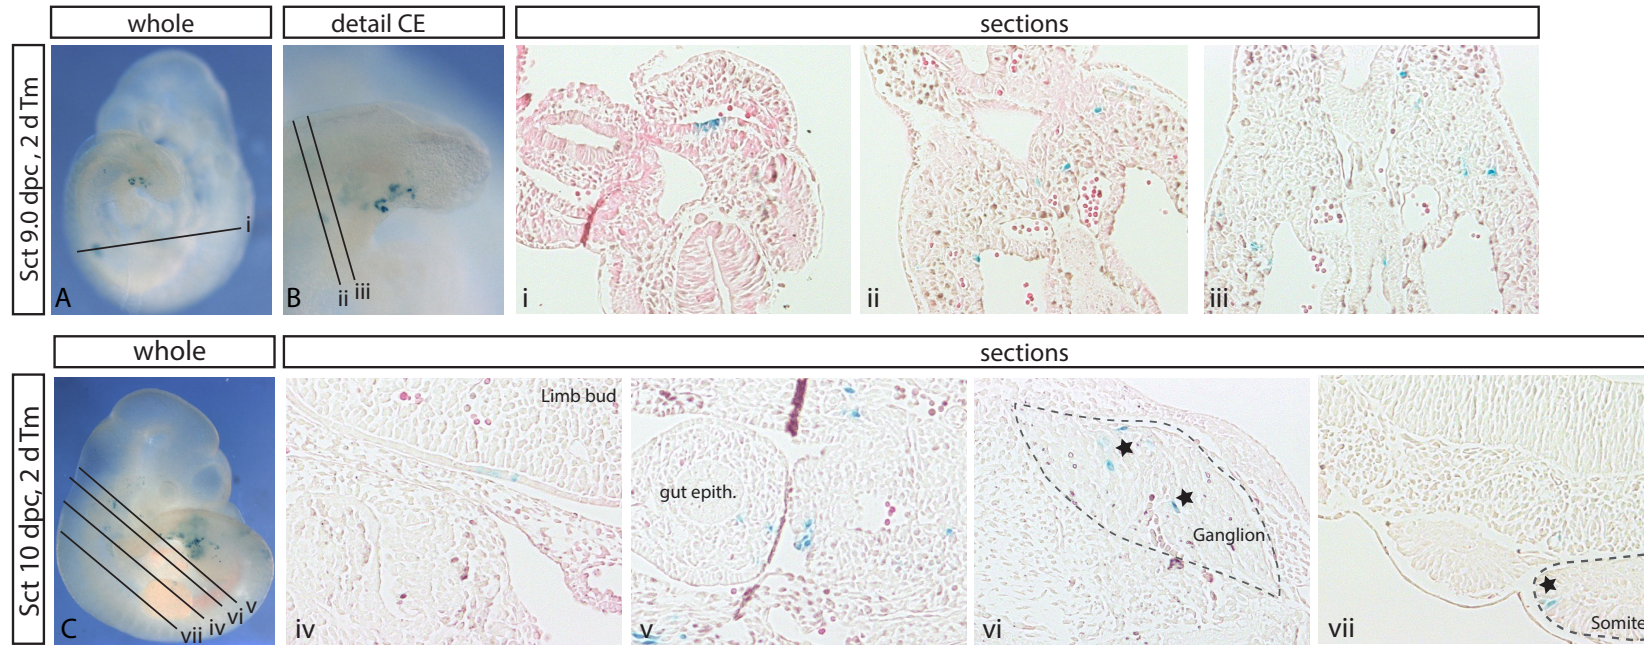 whole
detail CE
sections
Sct 9.0 dpc , 2 d Tm
A
i
B
ii
iii
i
ii
iii
whole
sections
Sct 10 dpc, 2 d Tm
C
vii
iv
vi
v
Limb bud
iv
gut epith.
v
Ganglion
vi
Somite
vii